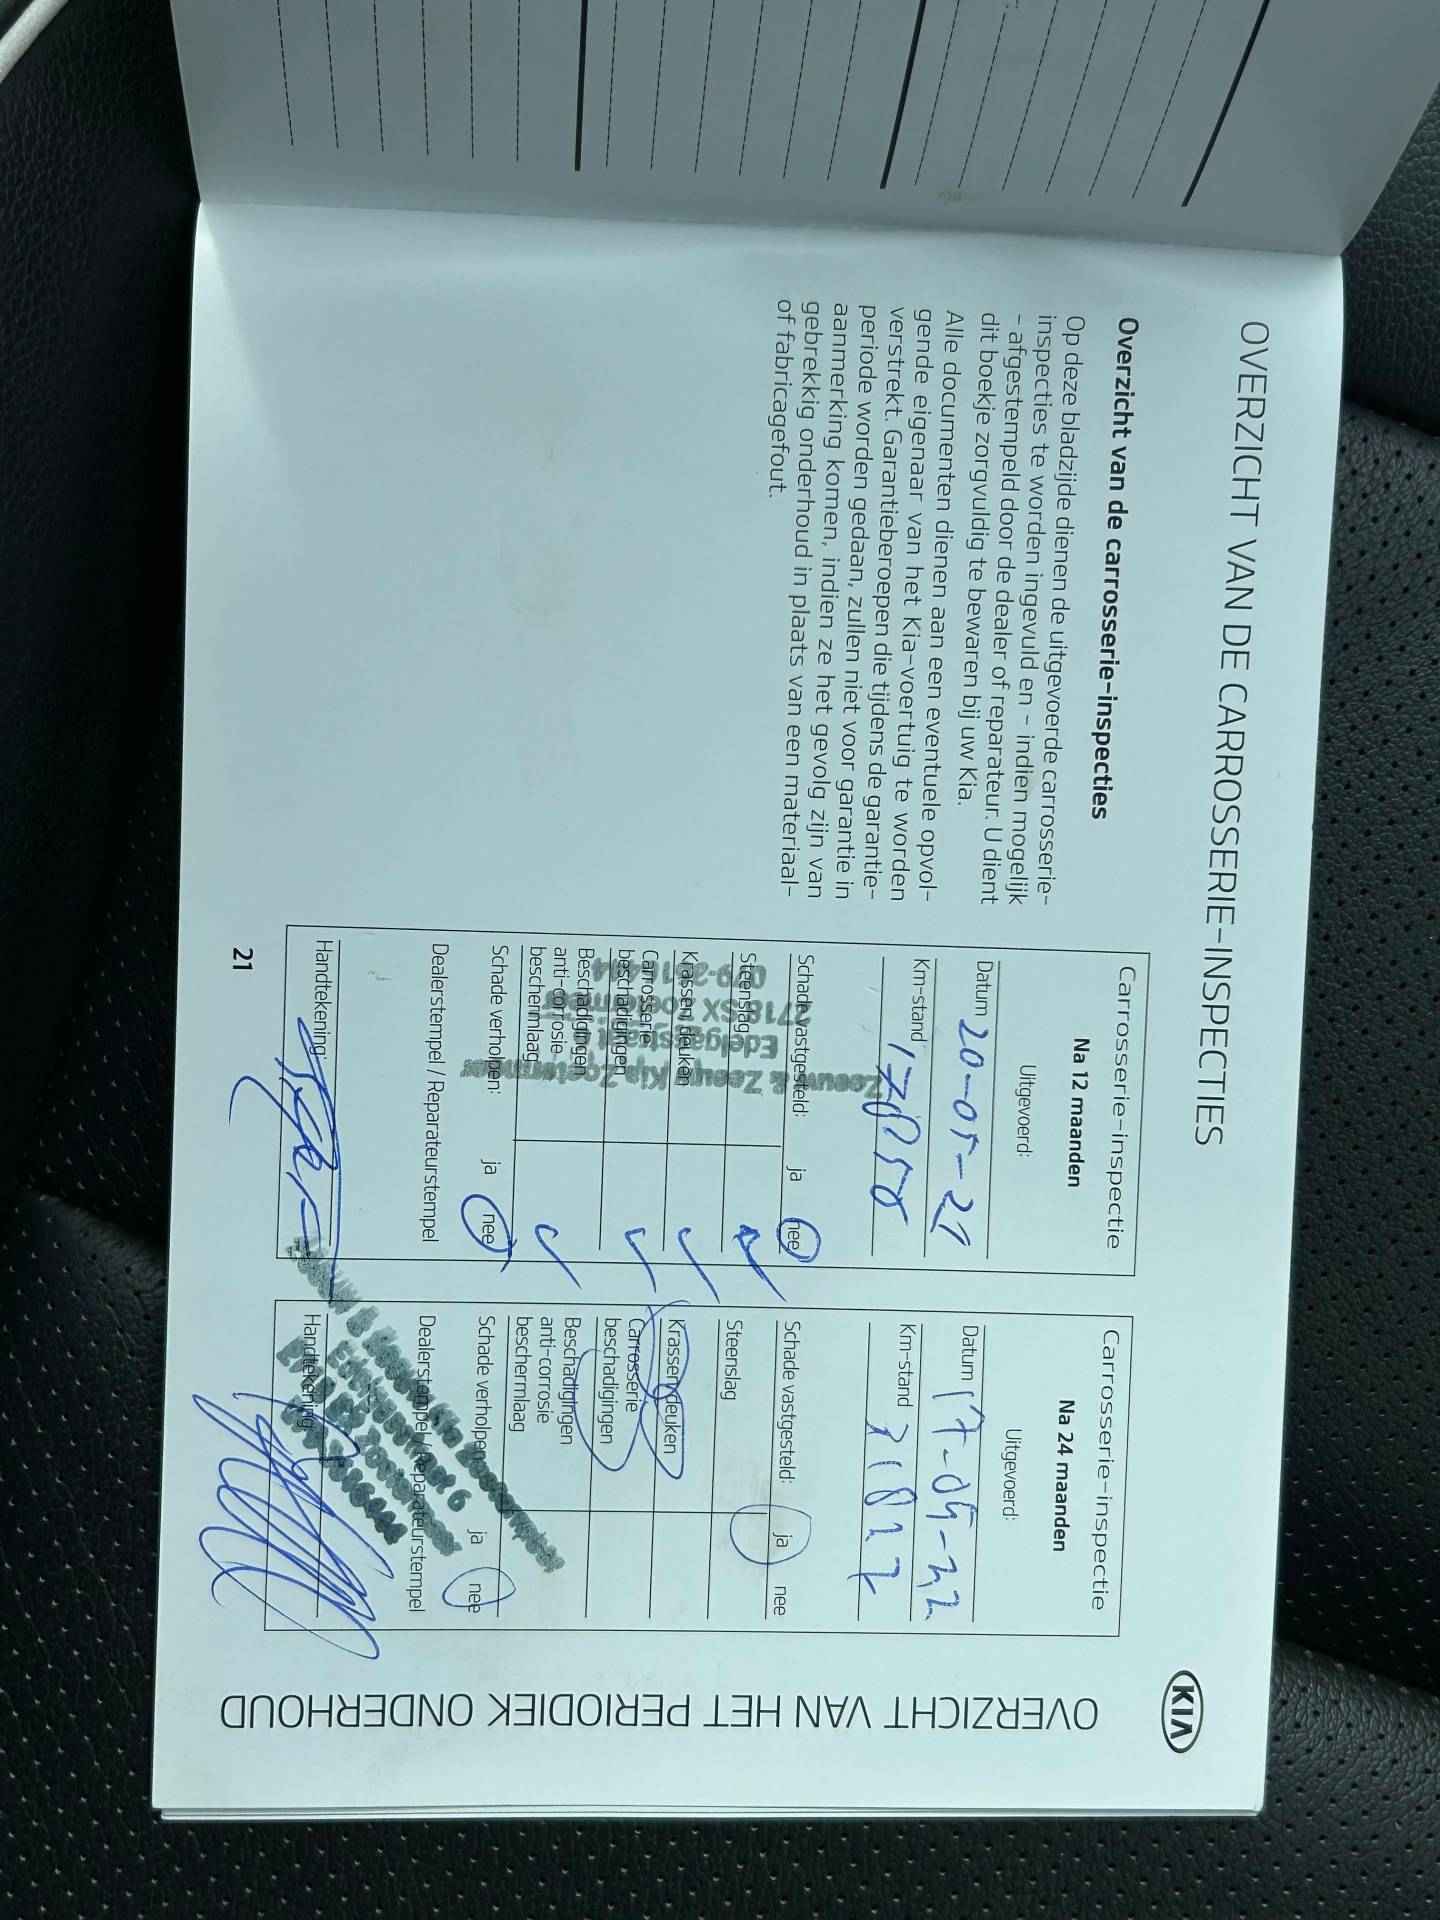 OVERZICHT VAN DE CARROSSERIE-INSPECTIES
KIA
Overzicht van de carrosserie-inspecties
Op deze bladzijde dienen de uitgevoerde carrosserie-
inspecties te worden ingevuld en - indien mogelijk
- afgestempeld door de dealer of reparateur. U dient
dit boekje zorgvuldig te bewaren bij uw Kia.
Alle documenten dienen aan een eventuele opvol-
gende eigenaar van het Kia-voertuig te worden
verstrekt. Garantieberoepen die tijdens de garantie-
periode worden gedaan, zullen niet voor garantie in
aanmerking komen, indien ze het gevolg zijn van
gebrekkig onderhoud in plaats van een materiaal-
of fabricagefout.
Carrosserie-inspectie
Na 12 maanden
Uitgevoerd:
Datum 20-05-21
Km-stand
Schade vastgesteld: ja nee
Steenslag
Krassen/deuken
Carrosserie
beschadigingen
Beschadigingen
anti-corrosie
beschermlaag
Schade verholpen: ja nee
Dealerstempel / Reparateurstempel
Handtekening:
Zeeuw & Zeeuw Kia Zoetermeer
Edelgasstraat
2718SX Zoetermeer
Carrosserie-inspectie
Na 24 maanden
Uitgevoerd:
Datum 17-05-22
Km-stand
Schade vastgesteld: ja nee
Steenslag
Krassen/deuken
Carrosserie
beschadigingen
Beschadigingen
anti-corrosie
beschermlaag
Schade verholpen: ja nee
Dealerstempel / Reparateurstempel
Handtekening:
21
OVERZICHT VAN HET PERIODIEK ONDERHOUD